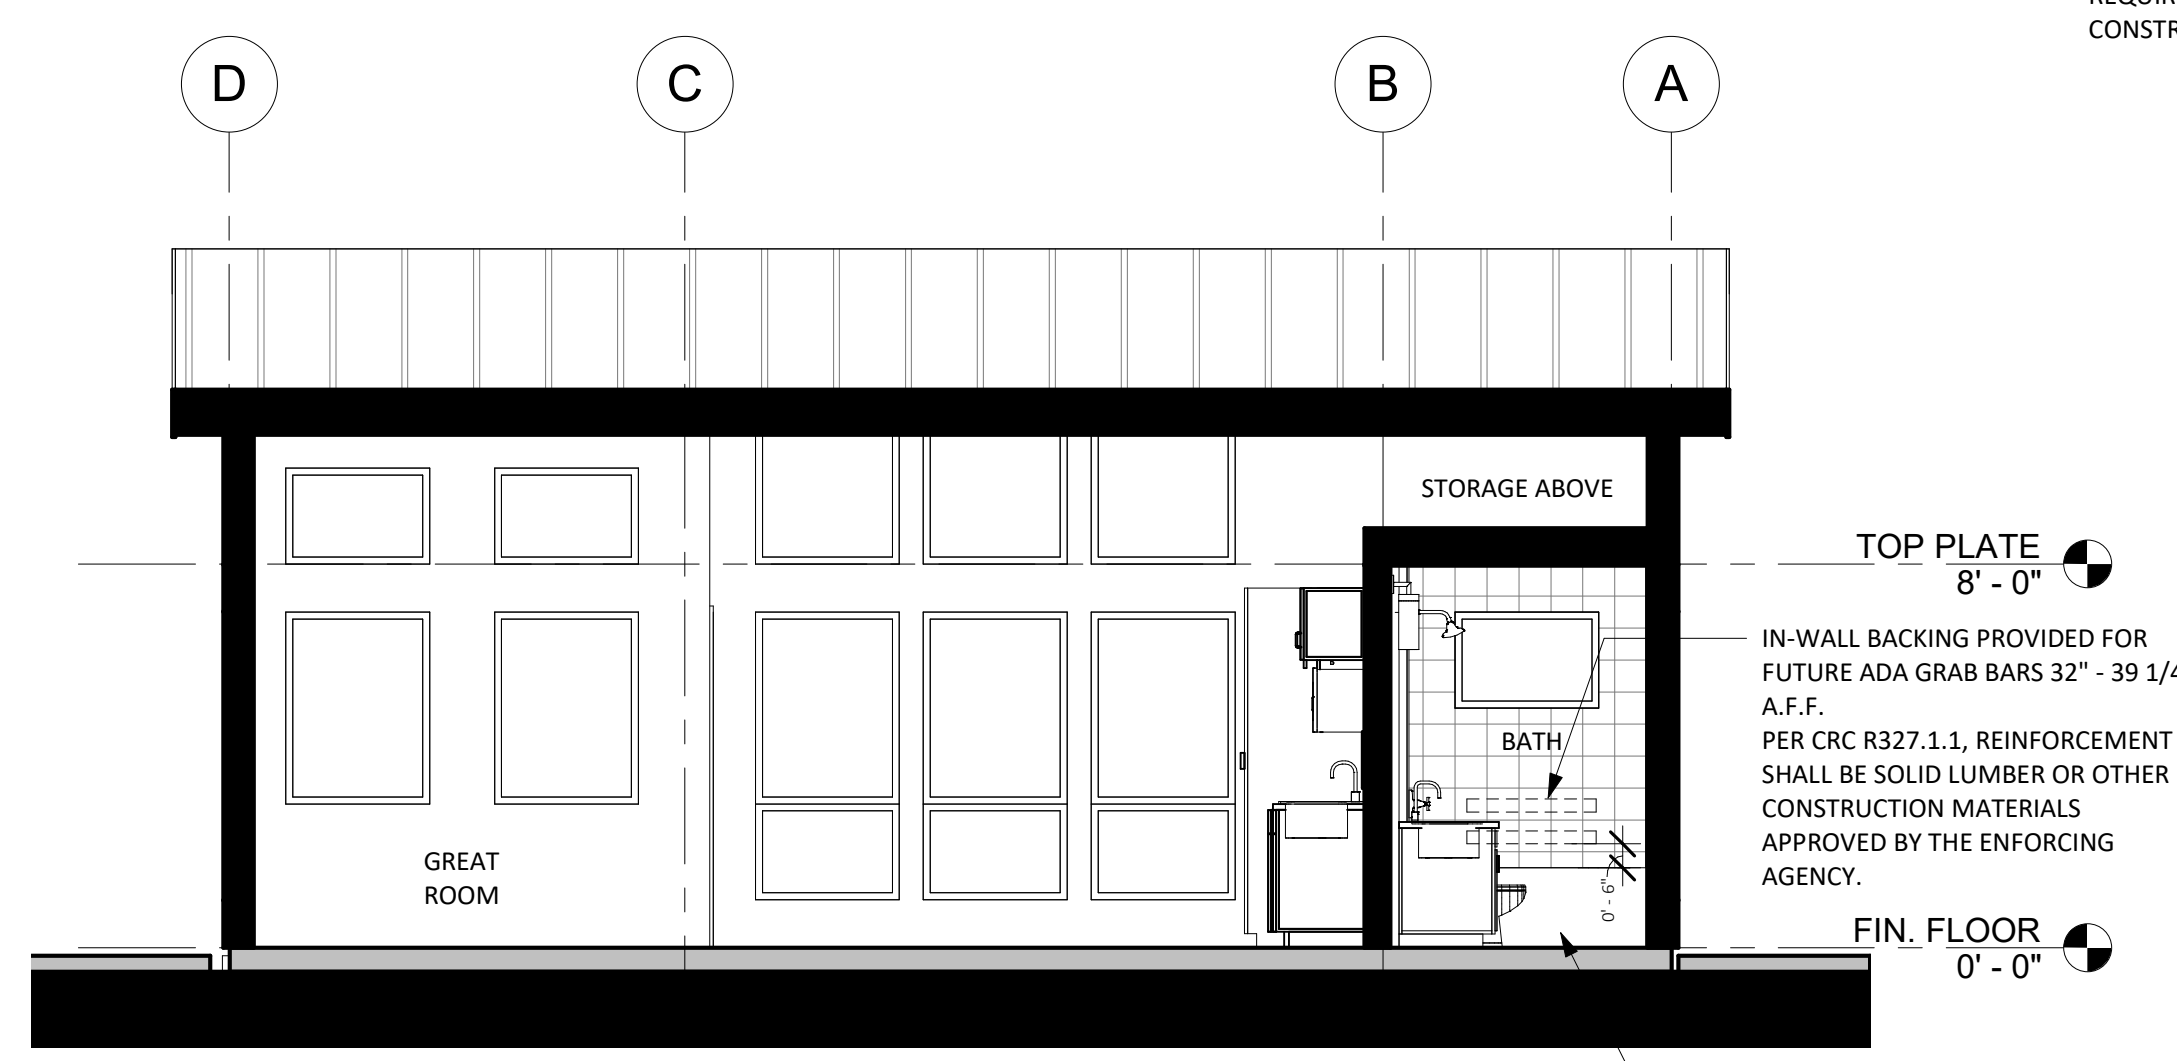 CONSTR
D
C
B
A
STORAGE ABOVE
TOP PLATE
8' - 0"
IN-WALL BACKING PROVIDED FOR
FUTURE ADA GRAB BARS 32" - 39 1/4
A.F.F.
PER CRC R327.1.1, REINFORCEMENT
SHALL BE SOLID LUMBER OR OTHER
CONSTRUCTION MATERIALS
APPROVED BY THE ENFORCING
AGENCY.
BATH
GREAT
ROOM
0' - 6"
FIN. FLOOR
0' - 0"